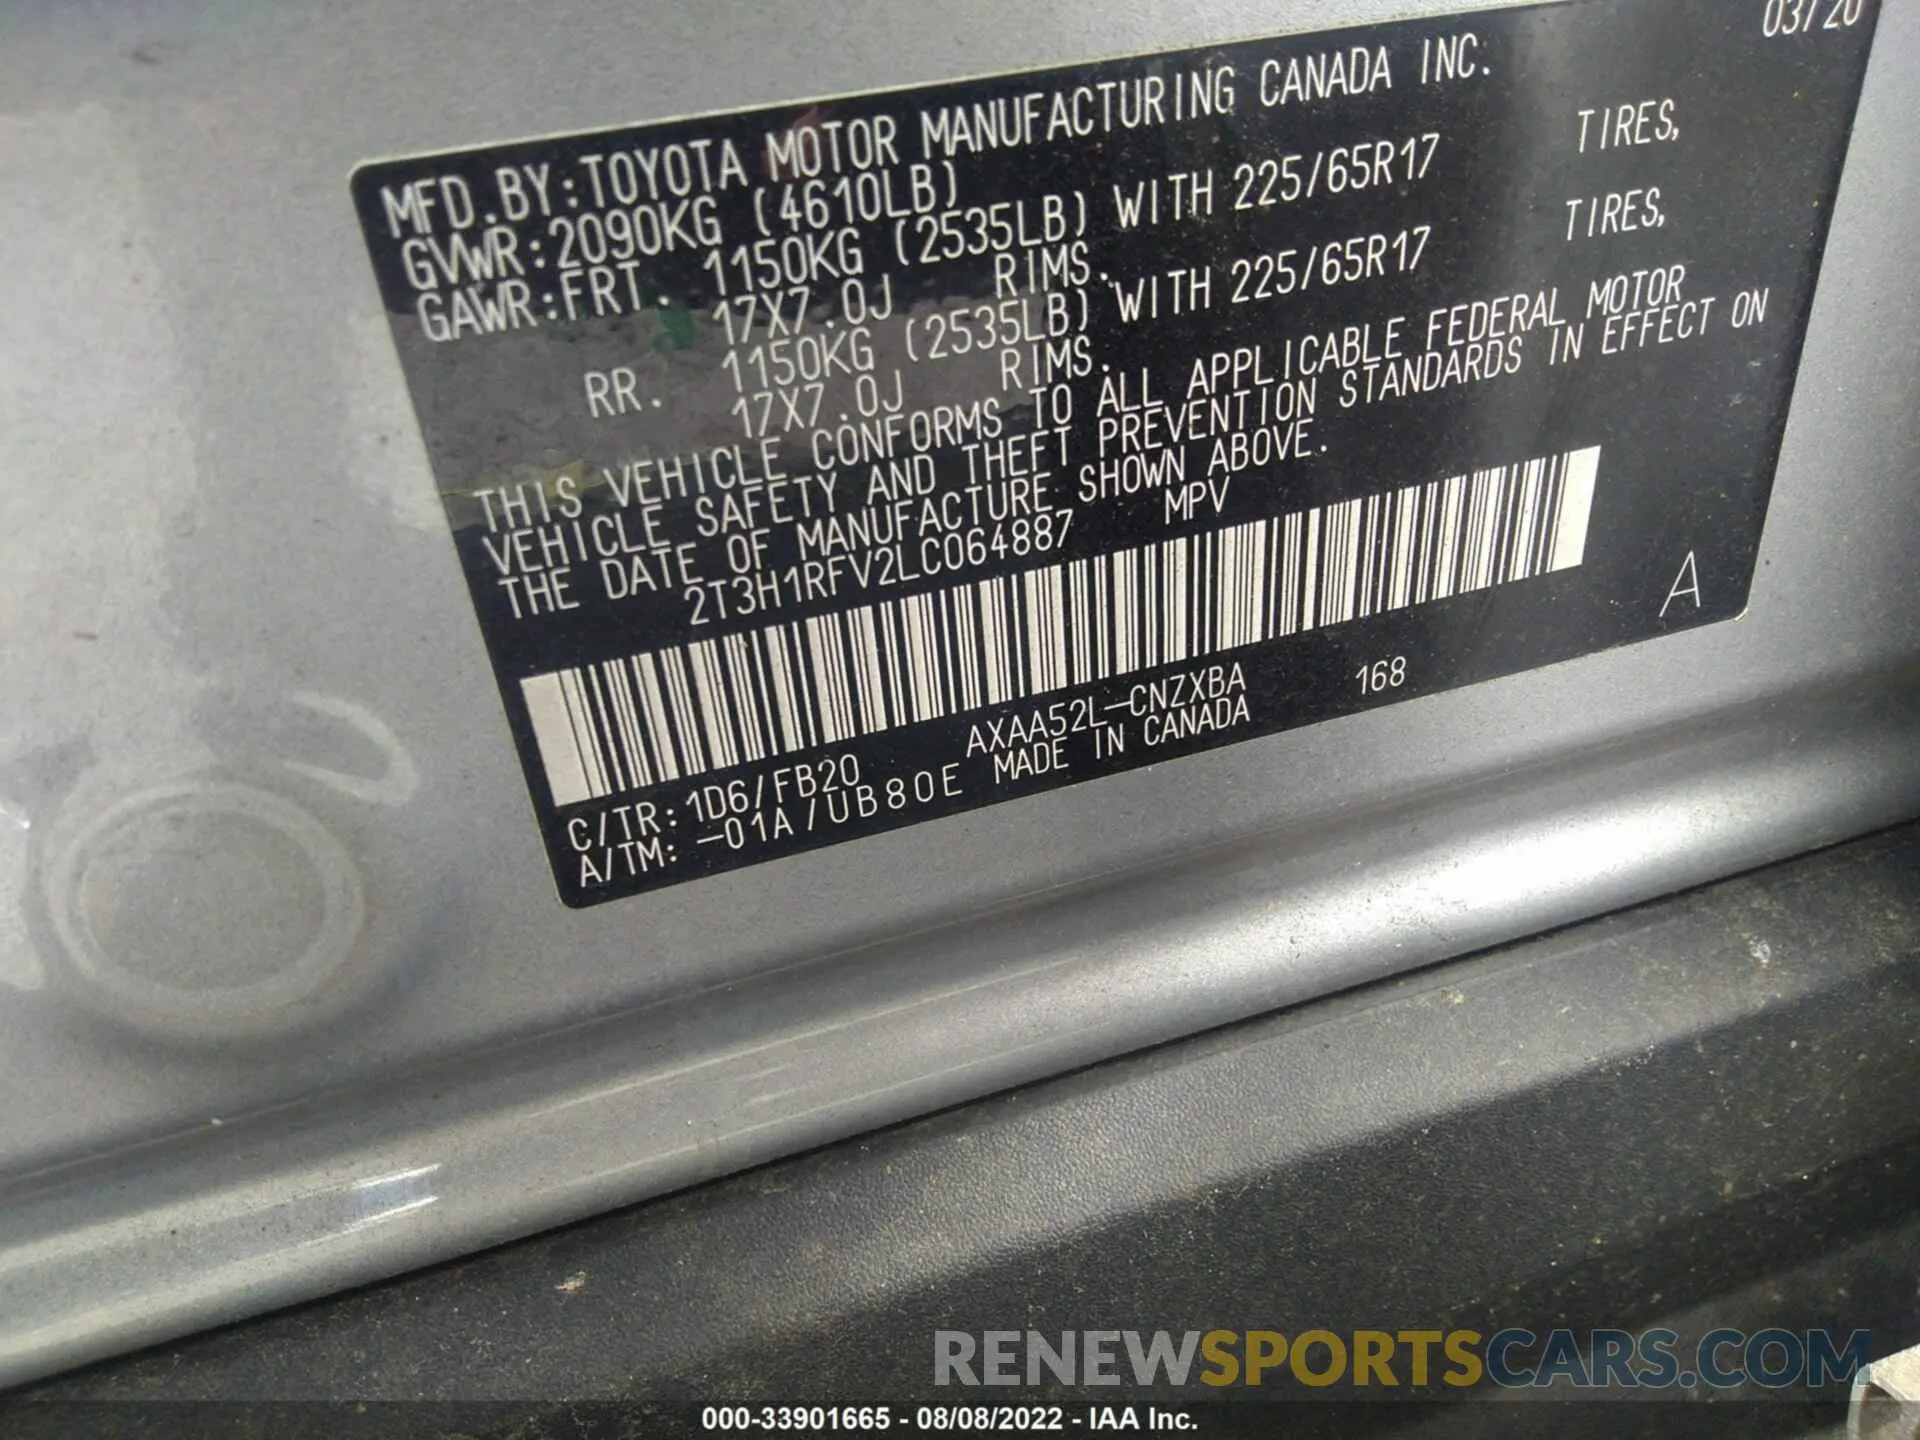 03/20
MFD.BY:TOYOTA MOTOR MANUFACTURING CANADA INC.
GVWR:2090KG (4610LB)
GAWR:FRT. 1150KG (2535LB) WITH 225/65R17 TIRES,
17X7.0J RIMS.
RR. 1150KG (2535LB) WITH 225/65R17 TIRES,
17X7.0J RIMS.
THIS VEHICLE CONFORMS TO ALL APPLICABLE FEDERAL MOTOR
VEHICLE SAFETY AND THEFT PREVENTION STANDARDS IN EFFECT ON
THE DATE OF MANUFACTURE SHOWN ABOVE.
2T3H1RFV2LC064887 MPV
A
C/TR:1D6/FB20 AXAA52L-CNZXBA 168
A/TM: -01A/UB80E MADE IN CANADA
RENEWSPORTSCARS.COM
000-33901665 - 08/08/2022 - IAA Inc.